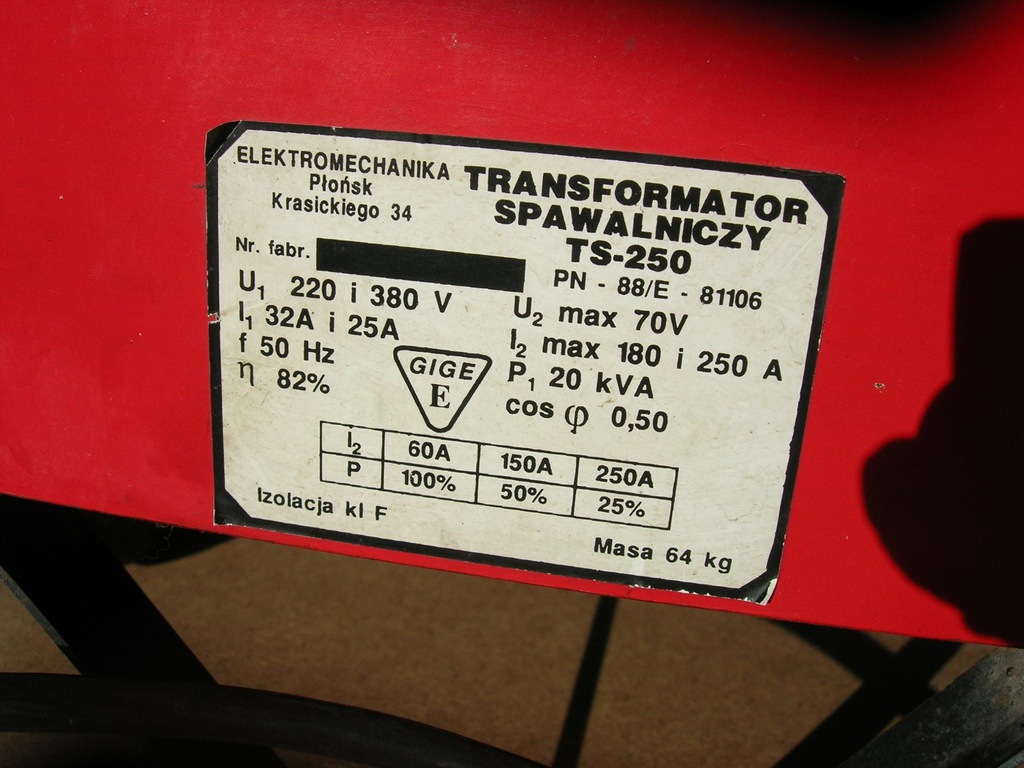 ELEKTROMECHANIKA
Płońsk
Krasickiego 34
TRANSFORMATOR
SPAWALNICZY
TS-250
PN - 88/E - 81106
Nr. fabr.
U₁ 220 i 380 V
I₁ 32A i 25A
f 50 Hz
η 82%
U₂ max 70V
I₂ max 180 i 250 A
P₁ 20 kVA
cos φ 0,50
GIGE
E
I₂ 60A 150A 250A
P 100% 50% 25%
Izolacja kl F
Masa 64 kg